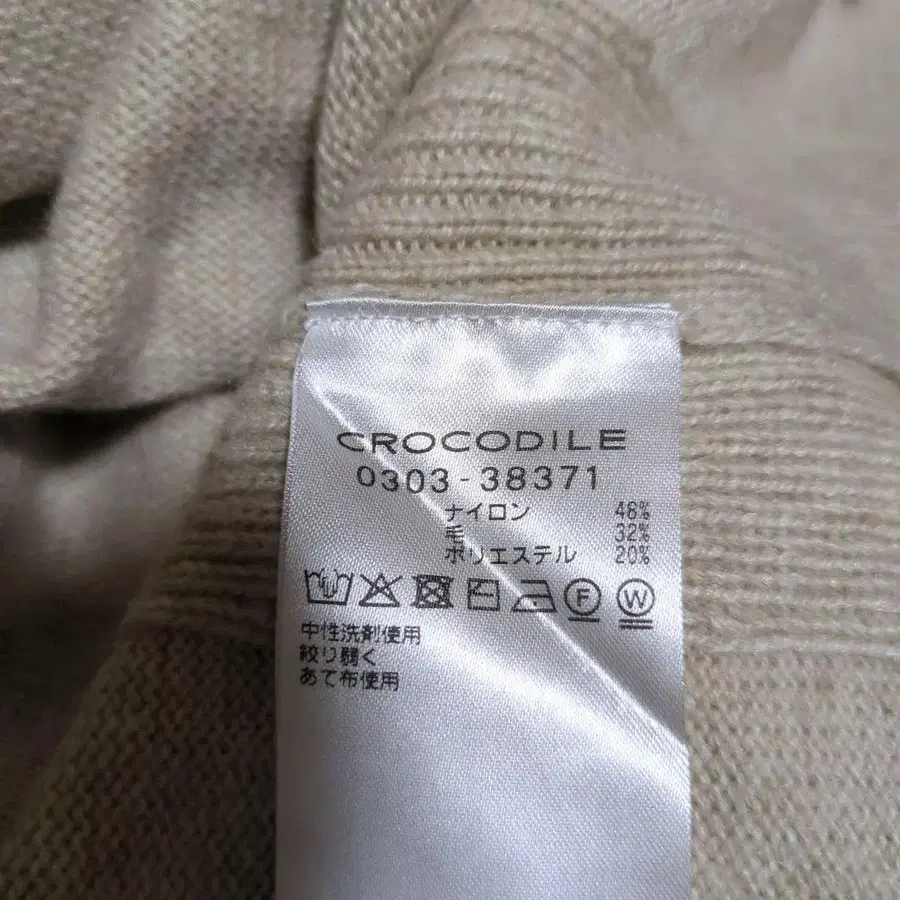 CROCODILE
0303-38371
ナイロン 48%
毛 32%
ポリエステル 20%
F W
中性洗剤使用
絞り弱く
あて布使用